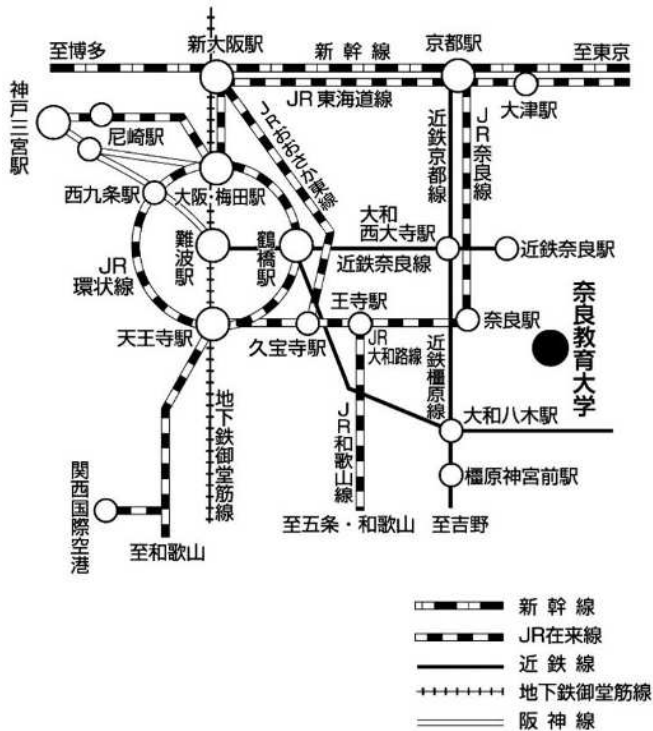 至博多
新大阪駅
新幹線
京都駅
至東京
神戸三宮駅
尼崎駅
JR東海道線
大津駅
JRおおさか東線
近鉄京都線
JR奈良線
西九条駅
大阪・梅田駅
大和
西大寺駅
難波駅
鶴橋駅
近鉄奈良線
近鉄奈良駅
JR
環状線
王寺駅
奈良駅
奈良教育大学
天王寺駅
久宝寺駅
JR
大和路線
近鉄橿原線
地下鉄御堂筋線
JR和歌山線
大和八木駅
橿原神宮前駅
関西国際空港
至和歌山
至五条・和歌山
至吉野
新幹線
JR在来線
近鉄線
地下鉄御堂筋線
阪神線